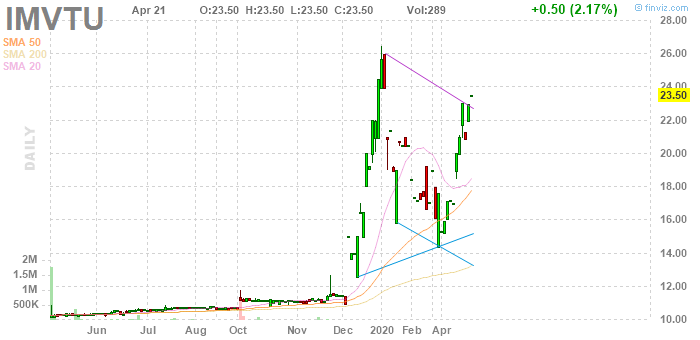 IMVTU
Apr 21 O:23.50 H:23.50 L:23.50 C:23.50 Vol:289 +0.50 (2.17%)
© finviz.com
SMA 50
SMA 200
SMA 20
DAILY
28.00
26.00
24.00
23.50
22.00
20.00
18.00
16.00
14.00
12.00
10.00
2M
1.5M
1M
500K
Jun Jul Aug Oct Nov Dec 2020 Feb Apr